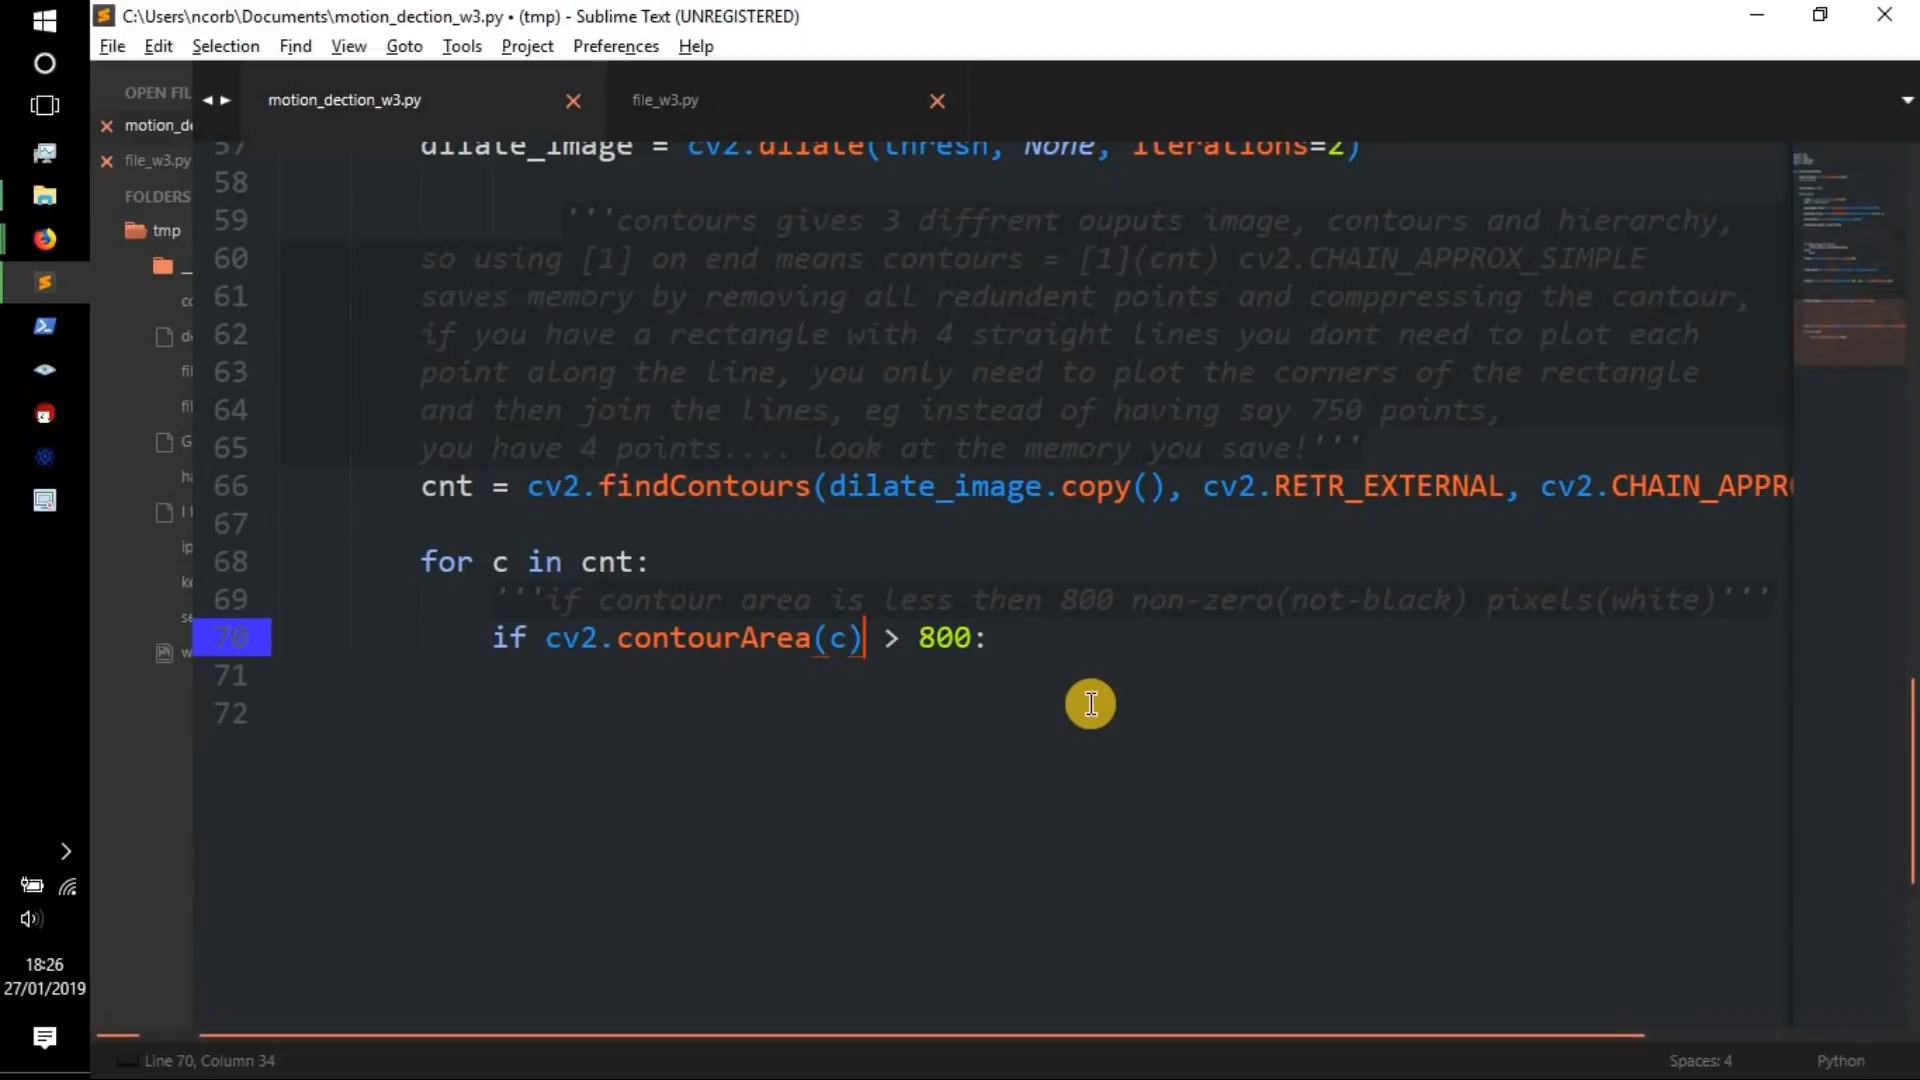 C:\Users\ncorb\Documents\motion_dection_w3.py • (tmp) - Sublime Text (UNREGISTERED)
File Edit Selection Find View Goto Tools Project Preferences Help
OPEN FIL
motion_dection_w3.py
file_w3.py
motion_de
file_w3.py
FOLDERS
tmp
57 dilate_image = cv2.dilate(thresh, None, iterations=2)
58
59 '''contours gives 3 diffrent ouputs image, contours and hierarchy,
60 so using [1] on end means contours = [1](cnt) cv2.CHAIN_APPROX_SIMPLE
61 saves memory by removing all redundent points and comppressing the contour,
62 if you have a rectangle with 4 straight lines you dont need to plot each
63 point along the line, you only need to plot the corners of the rectangle
64 and then join the lines, eg instead of having say 750 points,
65 you have 4 points.... look at the memory you save!'''
66 cnt = cv2.findContours(dilate_image.copy(), cv2.RETR_EXTERNAL, cv2.CHAIN_APPR
67
68 for c in cnt:
69 '''if contour area is less then 800 non-zero(not-black) pixels(white)'''
70 if cv2.contourArea(c) > 800:
71
72
18:26
27/01/2019
Line 70, Column 34
Spaces: 4
Python